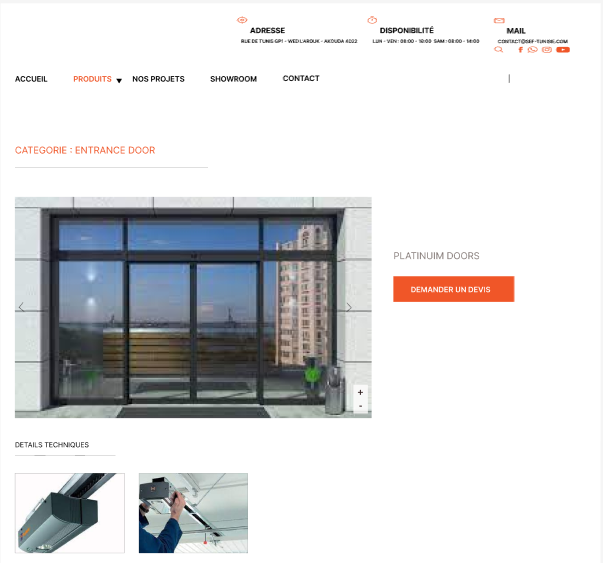 ADRESSE
RUE DE TUNIS GP1 - WED L'AROUK - AKOUDA 4022
DISPONIBILITÉ
LUN - VEN : 08:00 - 18:00 SAM : 08:00 - 14:00
MAIL
CONTACT@SEF-TUNISIE.COM
ACCUEIL
PRODUITS
NOS PROJETS
SHOWROOM
CONTACT
CATEGORIE : ENTRANCE DOOR
PLATINUIM DOORS
DEMANDER UN DEVIS
+
-
DETAILS TECHNIQUES